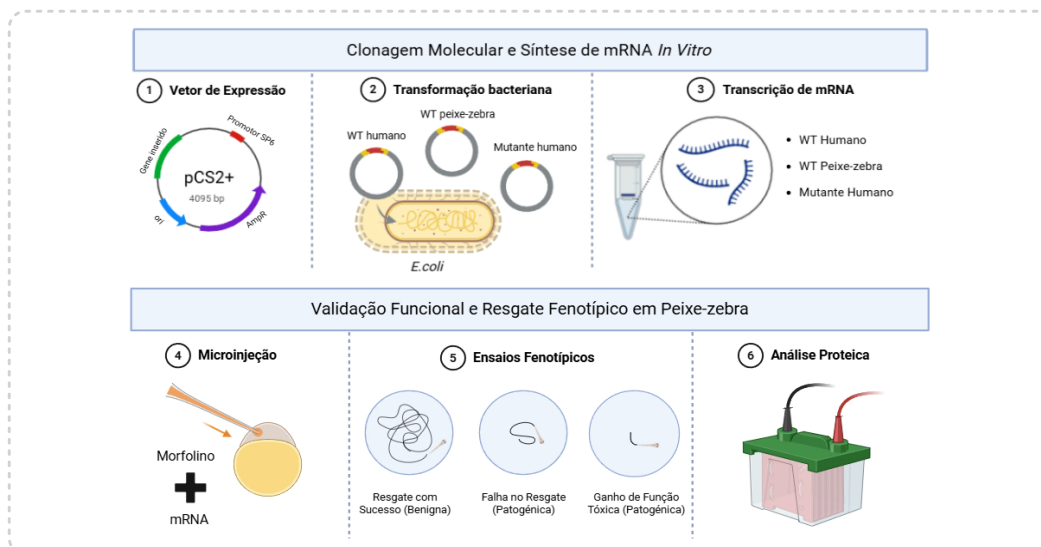 Clonagem Molecular e Síntese de mRNA In Vitro
1 Vetor de Expressão
Gene inserido
Promotor SP6
pCS2+
4095 bp
ori
AmpR
2 Transformação bacteriana
WT humano
WT peixe-zebra
Mutante humano
E.coli
3 Transcrição de mRNA
• WT Humano
• WT Peixe-zebra
• Mutante Humano
Validação Funcional e Resgate Fenotípico em Peixe-zebra
4 Microinjeção
Morfolino
mRNA
5 Ensaios Fenotípicos
Resgate com
Sucesso (Benigna)
Falha no Resgate
(Patogénica)
Ganho de Função
Tóxica (Patogénica)
6 Análise Proteica